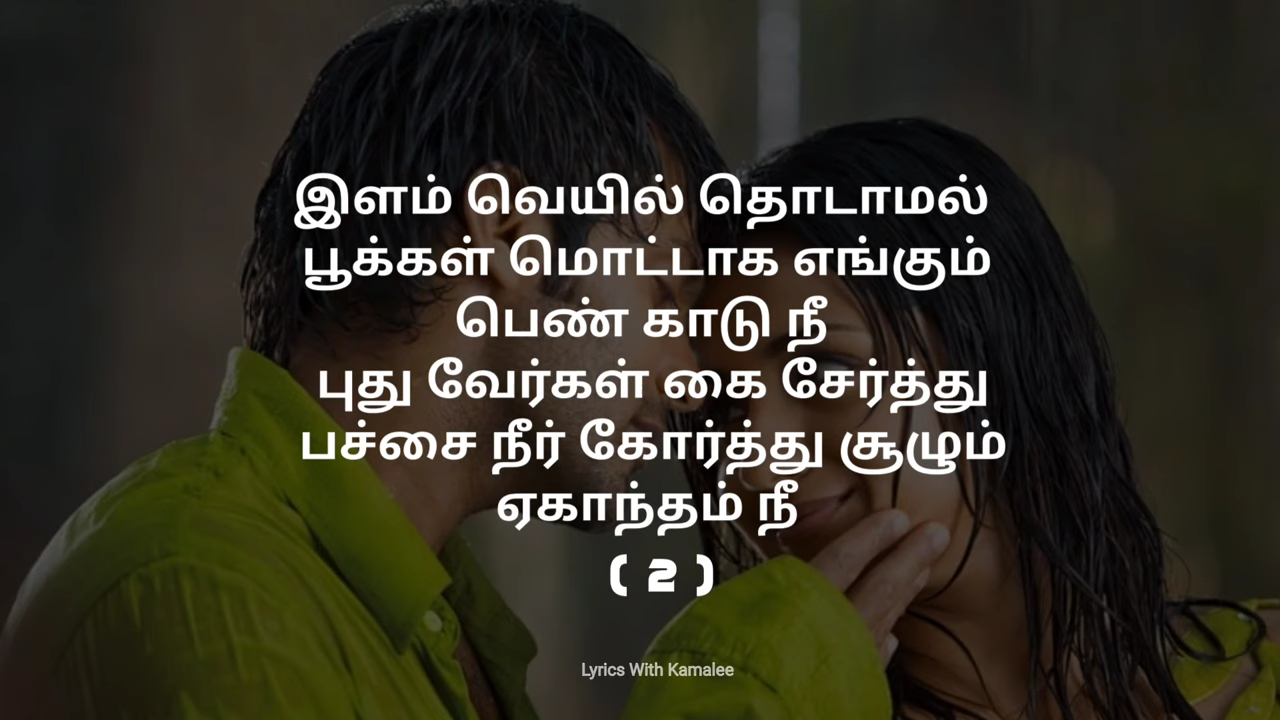 இளம் வெயில் தொடாமல்
பூக்கள் மொட்டாக எங்கும்
பெண் காடு நீ
புது வேர்கள் கை சேர்த்து
பச்சை நீர் கோர்த்து சூழும்
ஏகாந்தம் நீ
( 2 )
Lyrics With Kamalee